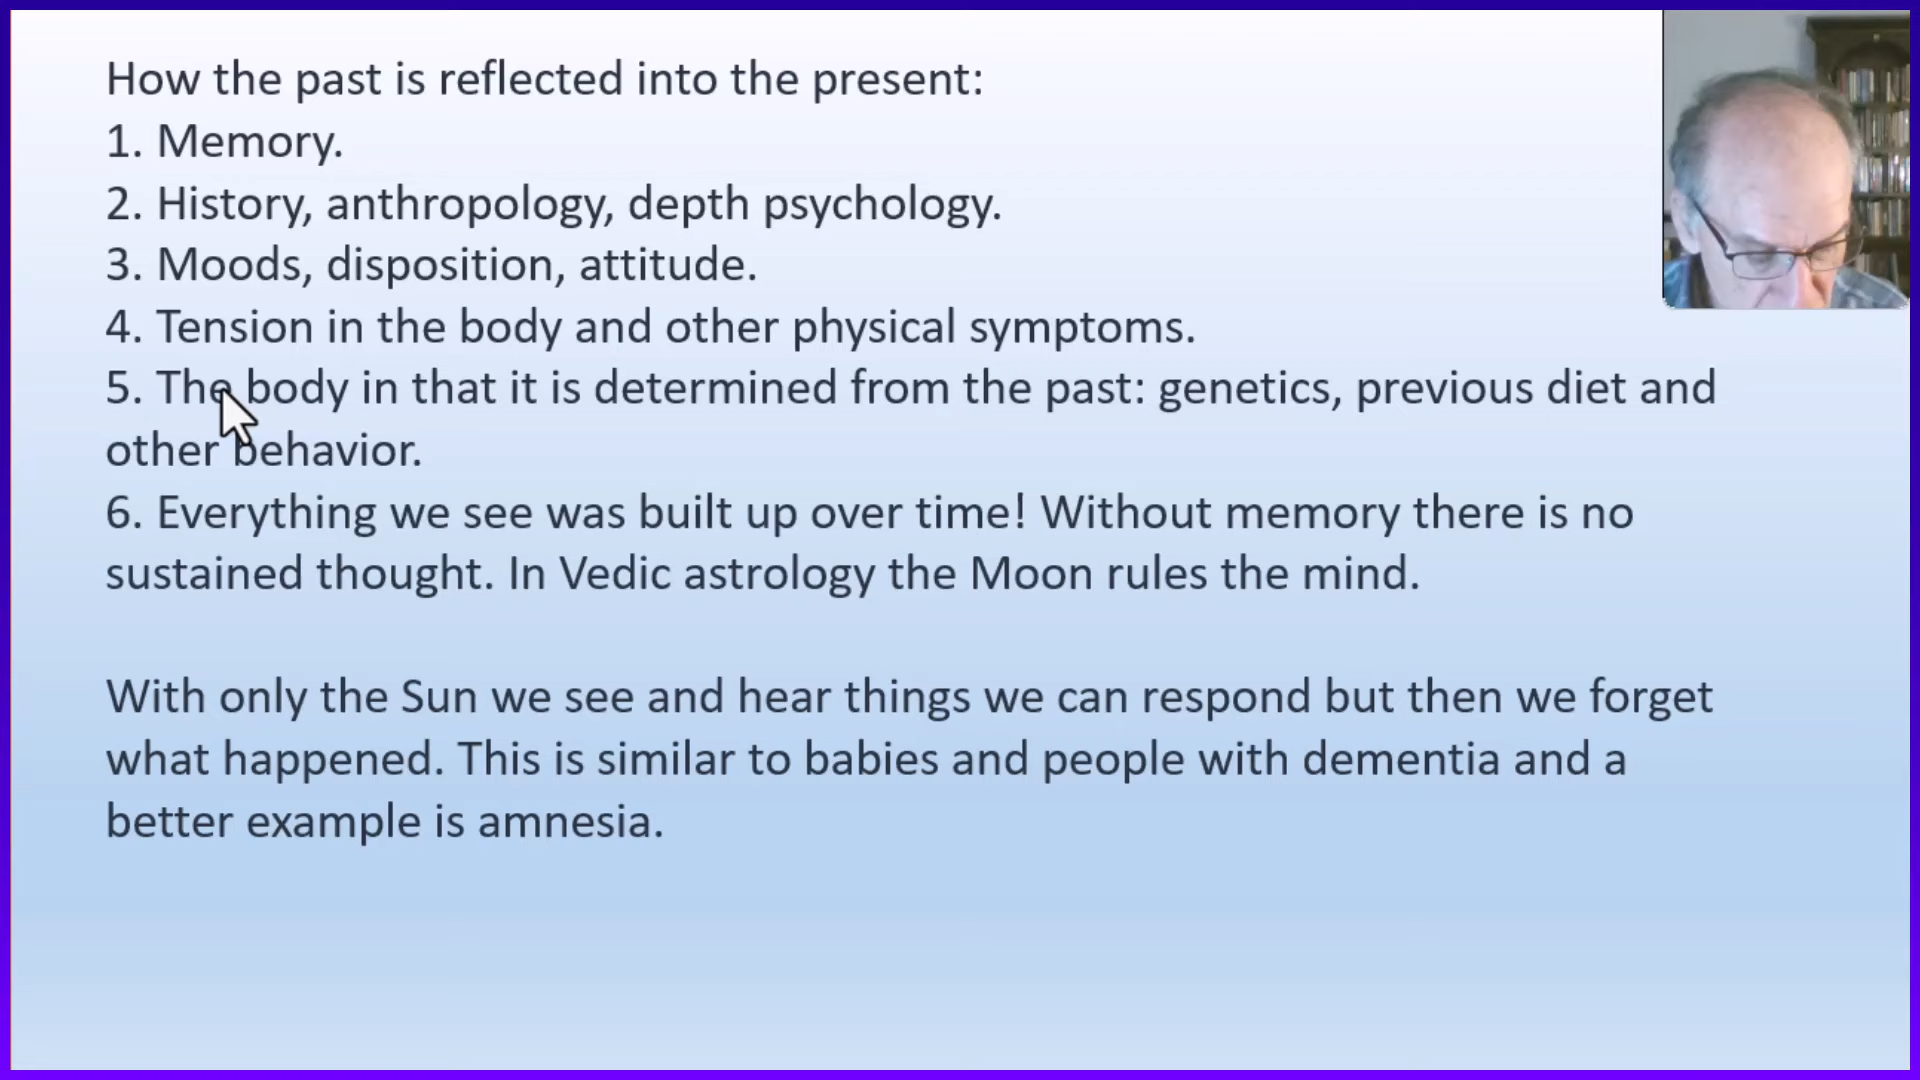 How the past is reflected into the present:
1. Memory.
2. History, anthropology, depth psychology.
3. Moods, disposition, attitude.
4. Tension in the body and other physical symptoms.
5. The body in that it is determined from the past: genetics, previous diet and
other behavior.
6. Everything we see was built up over time! Without memory there is no
sustained thought. In Vedic astrology the Moon rules the mind.
With only the Sun we see and hear things we can respond but then we forget
what happened. This is similar to babies and people with dementia and a
better example is amnesia.